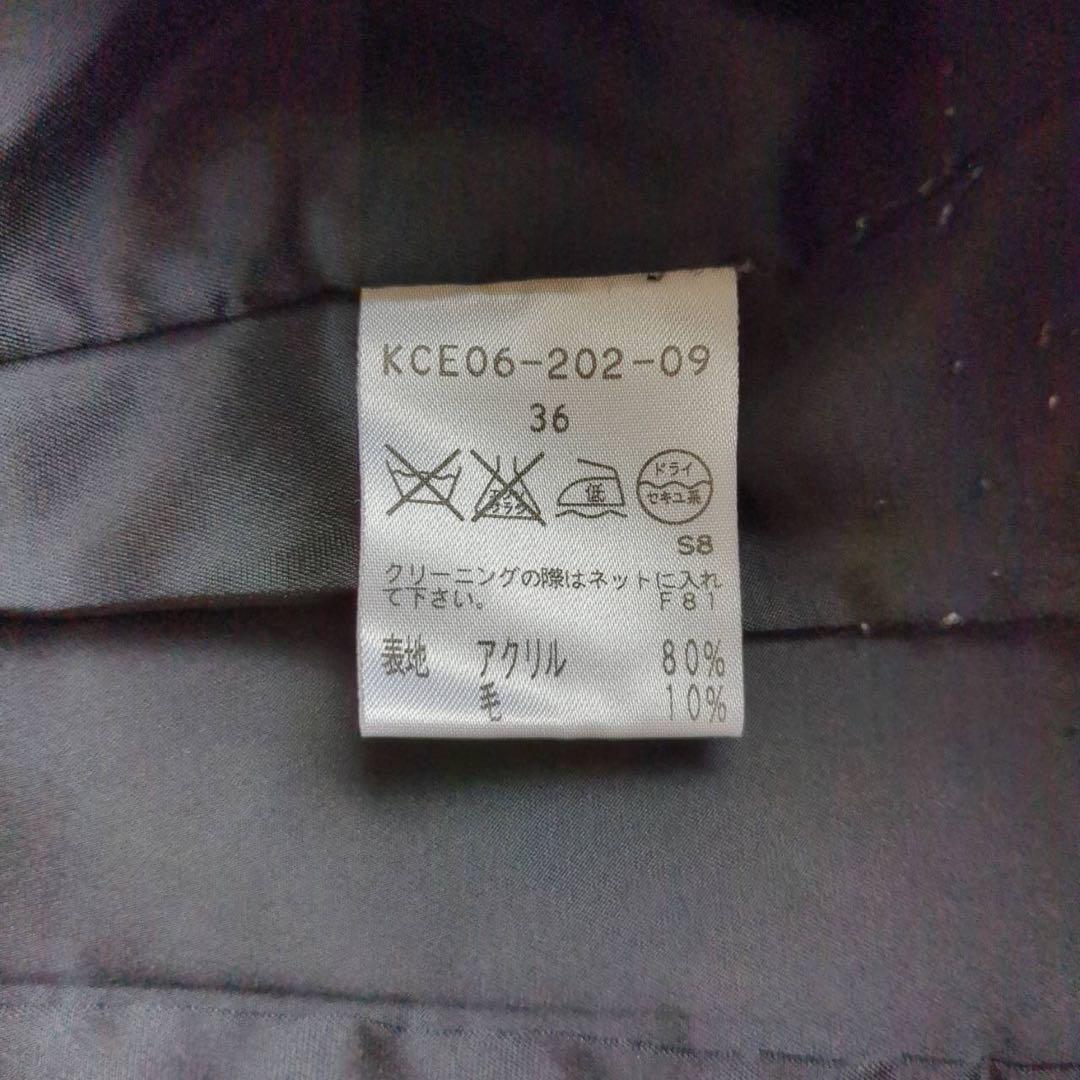 KCE06-202-09
36
低
ドライ
セキユ系
S8
クリーニングの際はネットに入れ
て下さい。 F81
表地 アクリル 80%
毛 10%